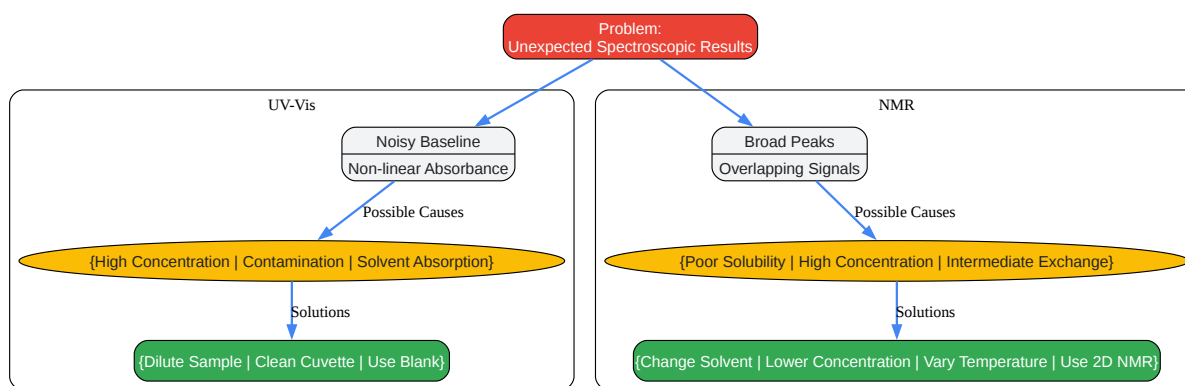 Problem:
Unexpected Spectroscopic Results
UV-Vis
Noisy Baseline
Non-linear Absorbance
Possible Causes
{High Concentration | Contamination | Solvent Absorption}
Solutions
{Dilute Sample | Clean Cuvette | Use Blank}
NMR
Broad Peaks
Overlapping Signals
Possible Causes
{Poor Solubility | High Concentration | Intermediate Exchange}
Solutions
{Change Solvent | Lower Concentration | Vary Temperature | Use 2D NMR}